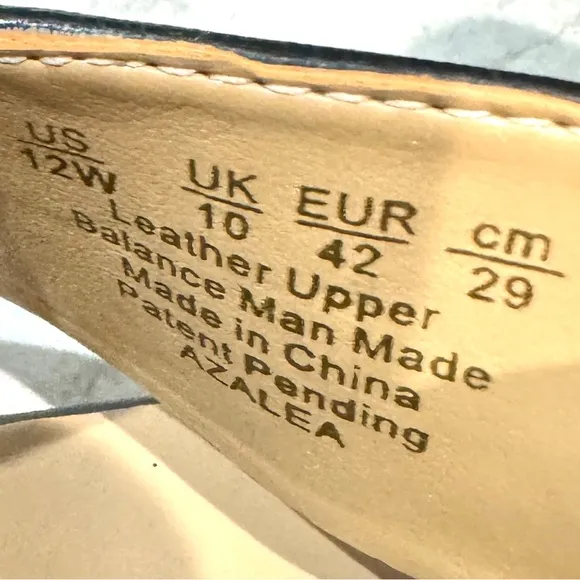 US UK EUR cm
12W 10 42 29
Leather Upper
Balance Man Made
Made in China
Patent Pending
AZALEA